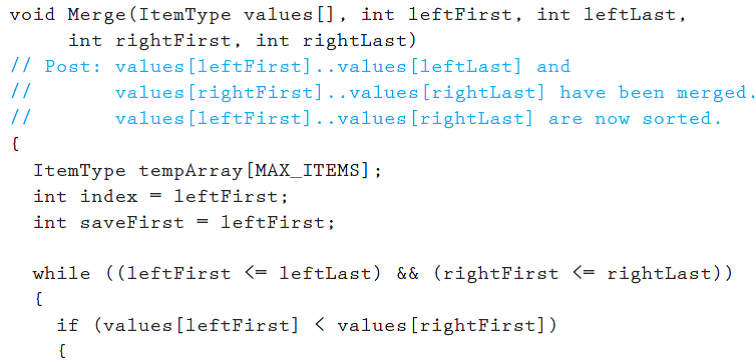 void Merge(ItemType values[], int leftFirst, int leftLast,
     int rightFirst, int rightLast)
// Post: values[leftFirst]..values[leftLast] and
//       values[rightFirst]..values[rightLast] have been merged.
//       values[leftFirst]..values[rightLast] are now sorted.
{
  ItemType tempArray[MAX_ITEMS];
  int index = leftFirst;
  int saveFirst = leftFirst;

  while ((leftFirst <= leftLast) && (rightFirst <= rightLast))
  {
    if (values[leftFirst] < values[rightFirst])
    {